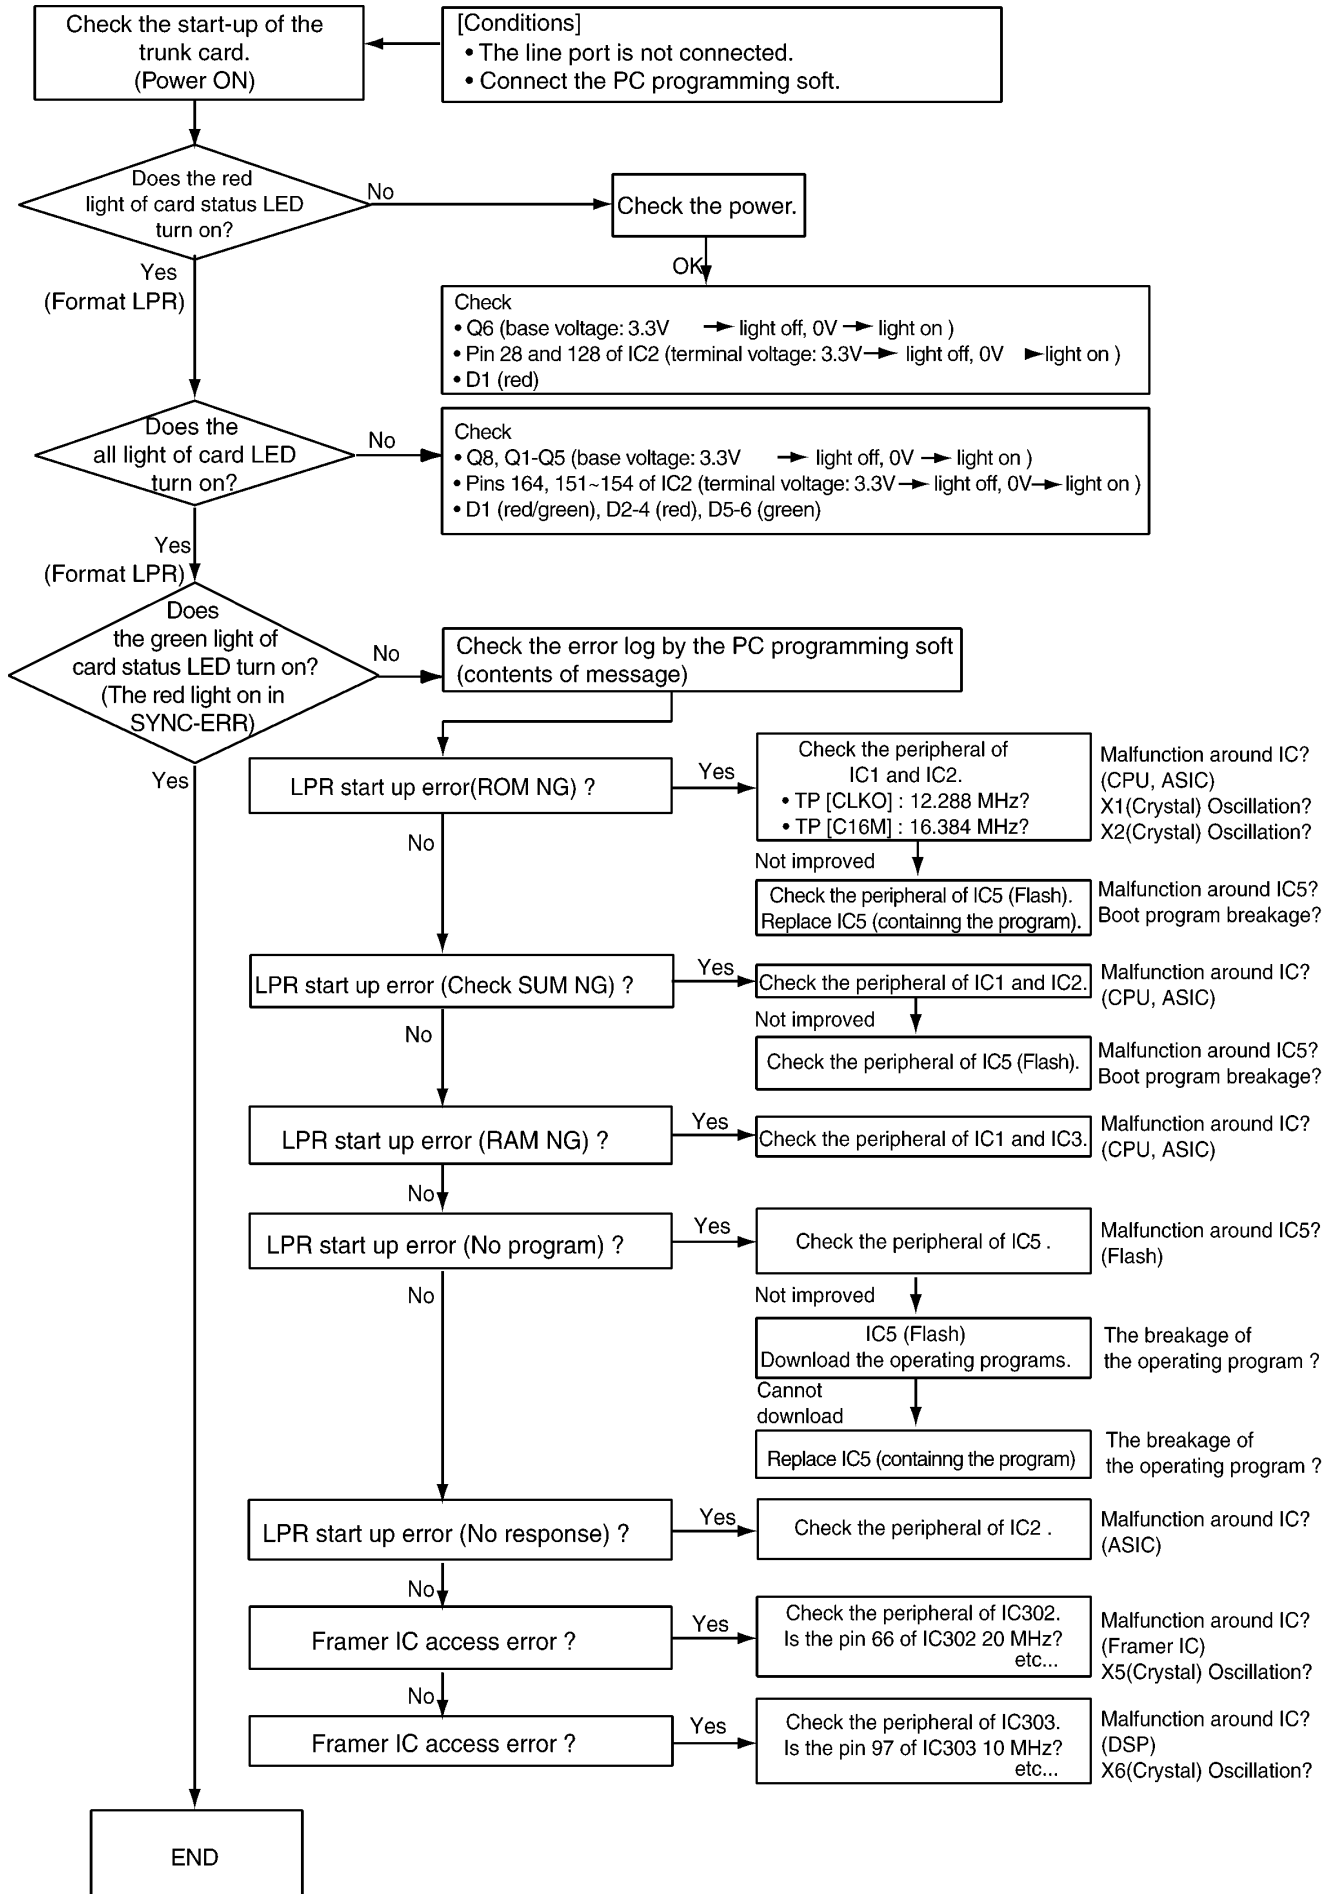 Check the start-up of the
trunk card.
(Power ON)
[Conditions]
• The line port is not connected.
• Connect the PC programming soft.
Does the red
light of card status LED
turn on?
No
Check the power.
OK
Yes
(Format LPR)
Check
• Q6 (base voltage: 3.3V → light off, 0V → light on )
• Pin 28 and 128 of IC2 (terminal voltage: 3.3V → light off, 0V ►light on )
• D1 (red)
Does the
all light of card LED
turn on?
No
Check
• Q8, Q1-Q5 (base voltage: 3.3V → light off, 0V → light on )
• Pins 164, 151~154 of IC2 (terminal voltage: 3.3V → light off, 0V → light on )
• D1 (red/green), D2-4 (red), D5-6 (green)
Yes
(Format LPR)
Does
the green light of
card status LED turn on?
(The red light on in
SYNC-ERR)
No
Check the error log by the PC programming soft
(contents of message)
Yes
LPR start up error(ROM NG) ?
Yes
Check the peripheral of
IC1 and IC2.
• TP [CLKO] : 12.288 MHz?
• TP [C16M] : 16.384 MHz?
Malfunction around IC?
(CPU, ASIC)
X1(Crystal) Oscillation?
X2(Crystal) Oscillation?
No
Not improved
Check the peripheral of IC5 (Flash).
Replace IC5 (containng the program).
Malfunction around IC5?
Boot program breakage?
LPR start up error (Check SUM NG) ?
Yes
Check the peripheral of IC1 and IC2.
Malfunction around IC?
(CPU, ASIC)
No
Not improved
Check the peripheral of IC5 (Flash).
Malfunction around IC5?
Boot program breakage?
LPR start up error (RAM NG) ?
Yes
Check the peripheral of IC1 and IC3.
Malfunction around IC?
(CPU, ASIC)
No
LPR start up error (No program) ?
Yes
Check the peripheral of IC5 .
Malfunction around IC5?
(Flash)
No
Not improved
IC5 (Flash)
Download the operating programs.
The breakage of
the operating program ?
Cannot
download
Replace IC5 (containng the program)
The breakage of
the operating program ?
LPR start up error (No response) ?
Yes
Check the peripheral of IC2 .
Malfunction around IC?
(ASIC)
No
Framer IC access error ?
Yes
Check the peripheral of IC302.
Is the pin 66 of IC302 20 MHz?
etc...
Malfunction around IC?
(Framer IC)
X5(Crystal) Oscillation?
No
Framer IC access error ?
Yes
Check the peripheral of IC303.
Is the pin 97 of IC303 10 MHz?
etc...
Malfunction around IC?
(DSP)
X6(Crystal) Oscillation?
END